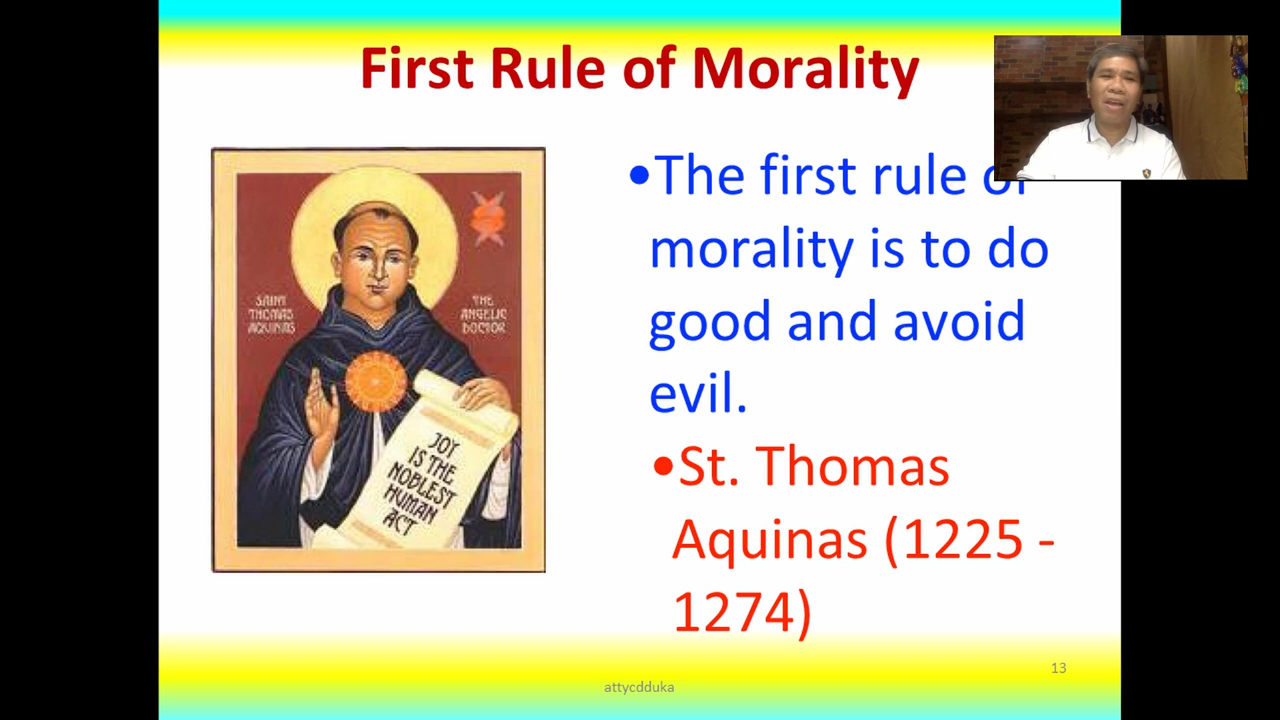 First Rule of Morality
SAINT
THOMAS
AQUINAS
THE
ANGELIC
DOCTOR
JOY
IS THE
NOBLEST
HUMAN
ACT
•The first rule of
morality is to do
good and avoid
evil.
•St. Thomas
Aquinas (1225 -
1274)
13
attycdduka